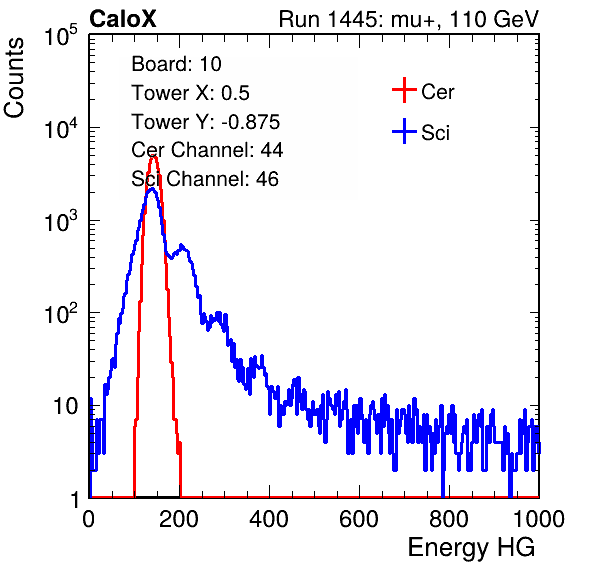 CaloX Run 1445: mu+, 110 GeV
Counts
10^5
10^4
10^3
10^2
10
1
Board: 10
Tower X: 0.5
Tower Y: -0.875
Cer Channel: 44
Sci Channel: 46
Cer
Sci
0 200 400 600 800 1000
Energy HG